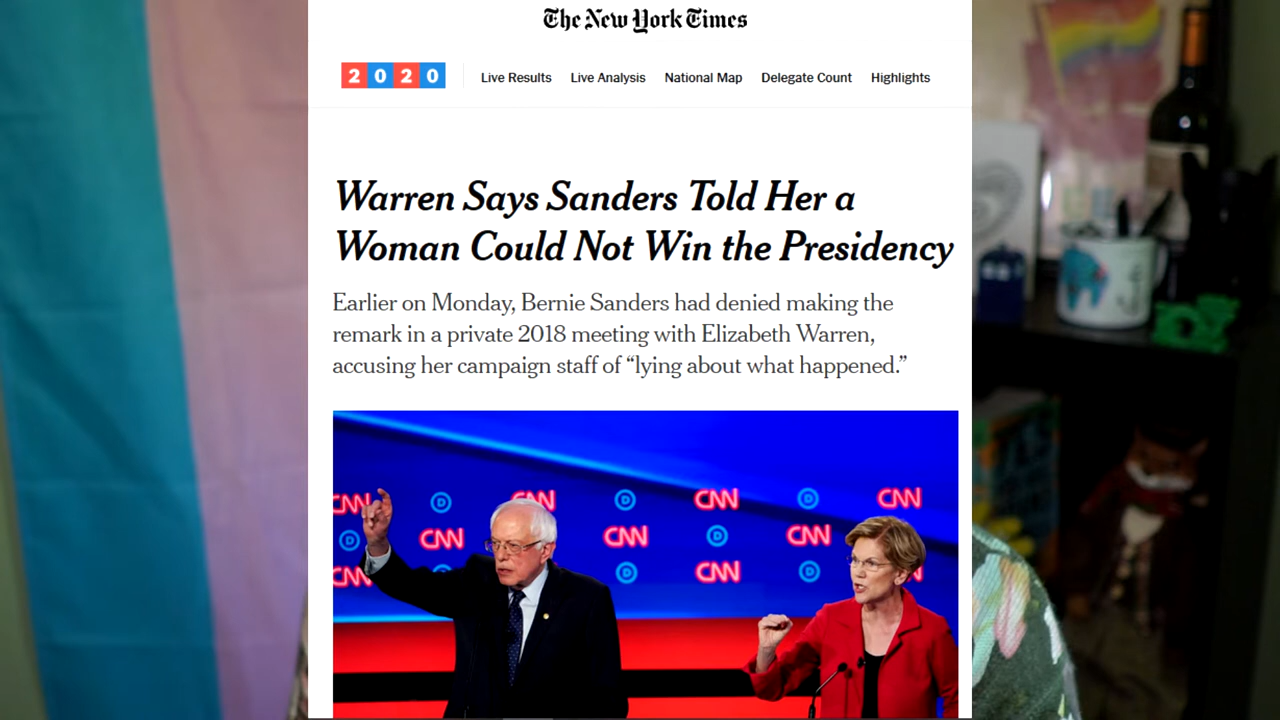 The New York Times
2020
Live Results Live Analysis National Map Delegate Count Highlights
Warren Says Sanders Told Her a
Woman Could Not Win the Presidency
Earlier on Monday, Bernie Sanders had denied making the
remark in a private 2018 meeting with Elizabeth Warren,
accusing her campaign staff of “lying about what happened.”
CNN D CNN D CNN D CNN
D CNN CNN D CNN
CNN D CNN D